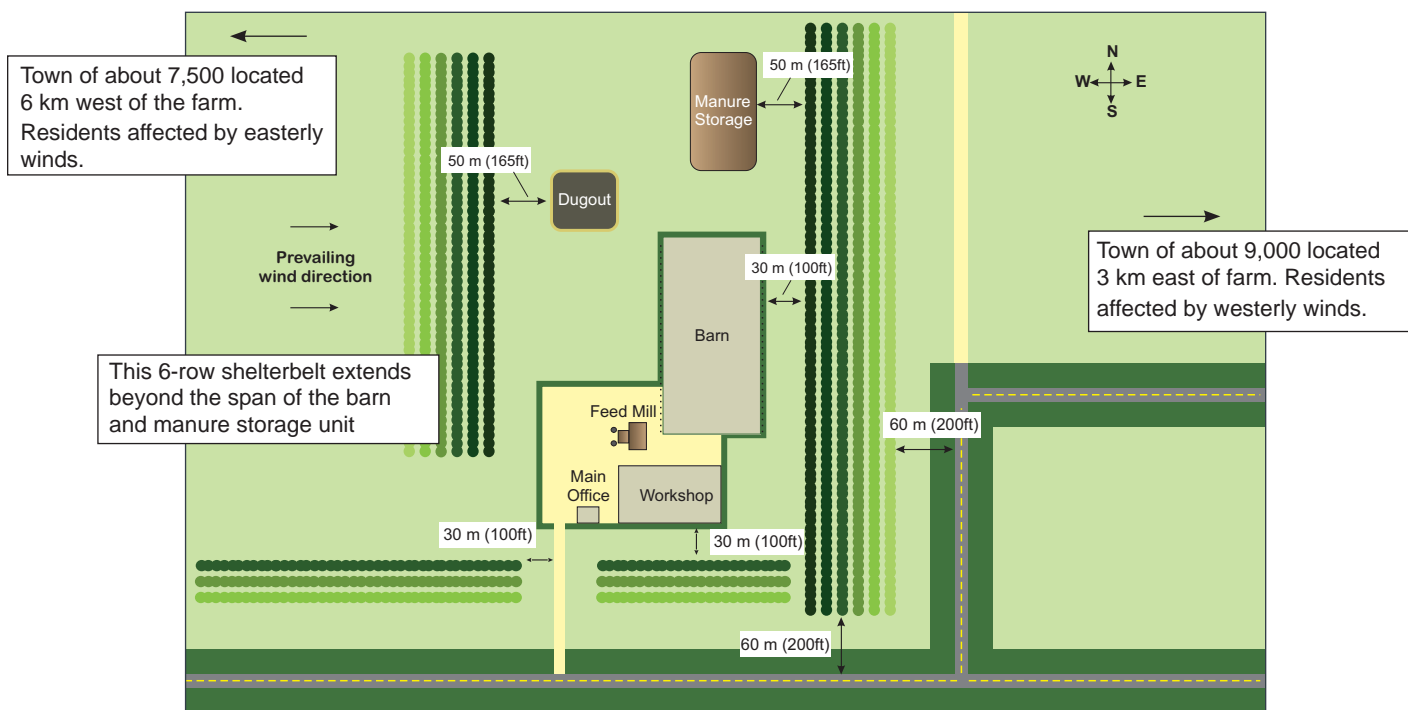 Town of about 7,500 located
6 km west of the farm.
Residents affected by easterly
winds.
50 m (165ft)
Manure
Storage
N
W E
S
50 m (165ft)
Dugout
Prevailing
wind direction
30 m (100ft)
Town of about 9,000 located
3 km east of farm. Residents
affected by westerly winds.
Barn
This 6-row shelterbelt extends
beyond the span of the barn
and manure storage unit
Feed Mill
60 m (200ft)
Main
Office
Workshop
30 m (100ft)
30 m (100ft)
60 m (200ft)